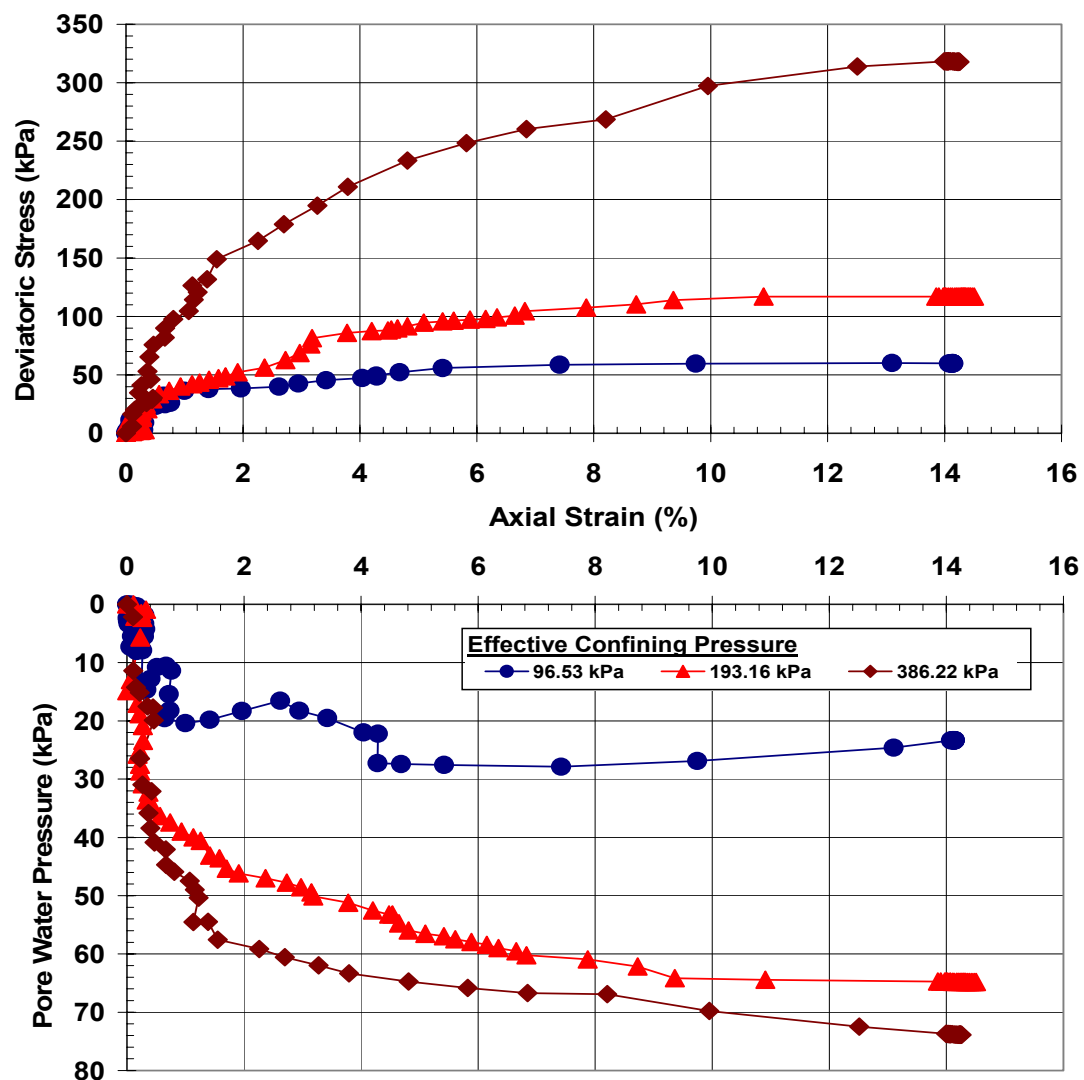 350
300
250
200
150
100
50
0
Deviatoric Stress (kPa)
0 2 4 6 8 10 12 14 16
Axial Strain (%)
0 2 4 6 8 10 12 14 16
0
10
20
30
40
50
60
70
80
Pore Water Pressure (kPa)
Effective Confining Pressure
96.53 kPa 193.16 kPa 386.22 kPa